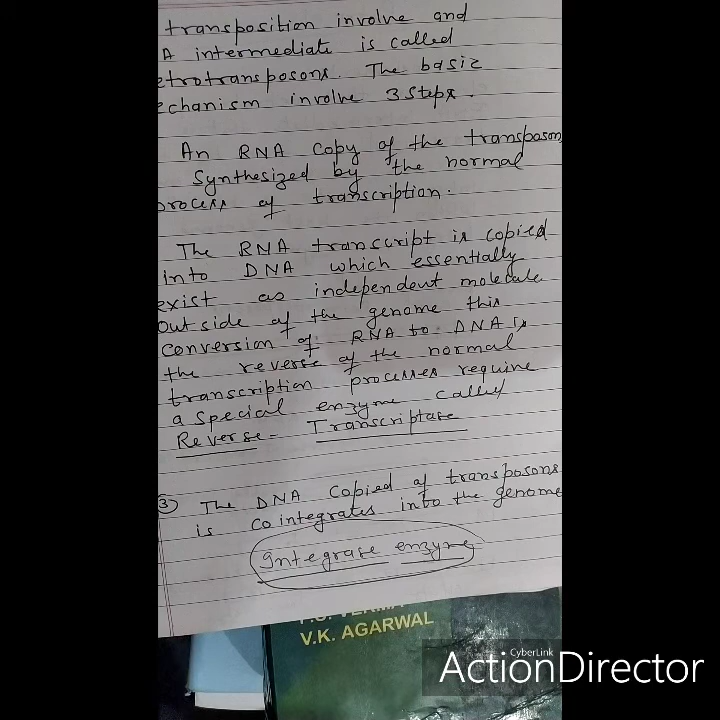 transposition involve and
A intermediate is called
etrotransposons. The basic
echanism involve 3 steps.
An RNA copy of the transposon
synthesized by the normal
process of transcription.
The RNA transcript is copied
into DNA which essentially
exist as independent molecule
outside of the genome this
conversion of RNA to DNA is
the reverse of the normal
transcription processes require
a special enzyme called
Reverse - Transcriptase
③ The DNA Copied of transposons
is cointegrates into the genome
Integrase enzyme
V.K. AGARWAL
CyberLink
ActionDirector